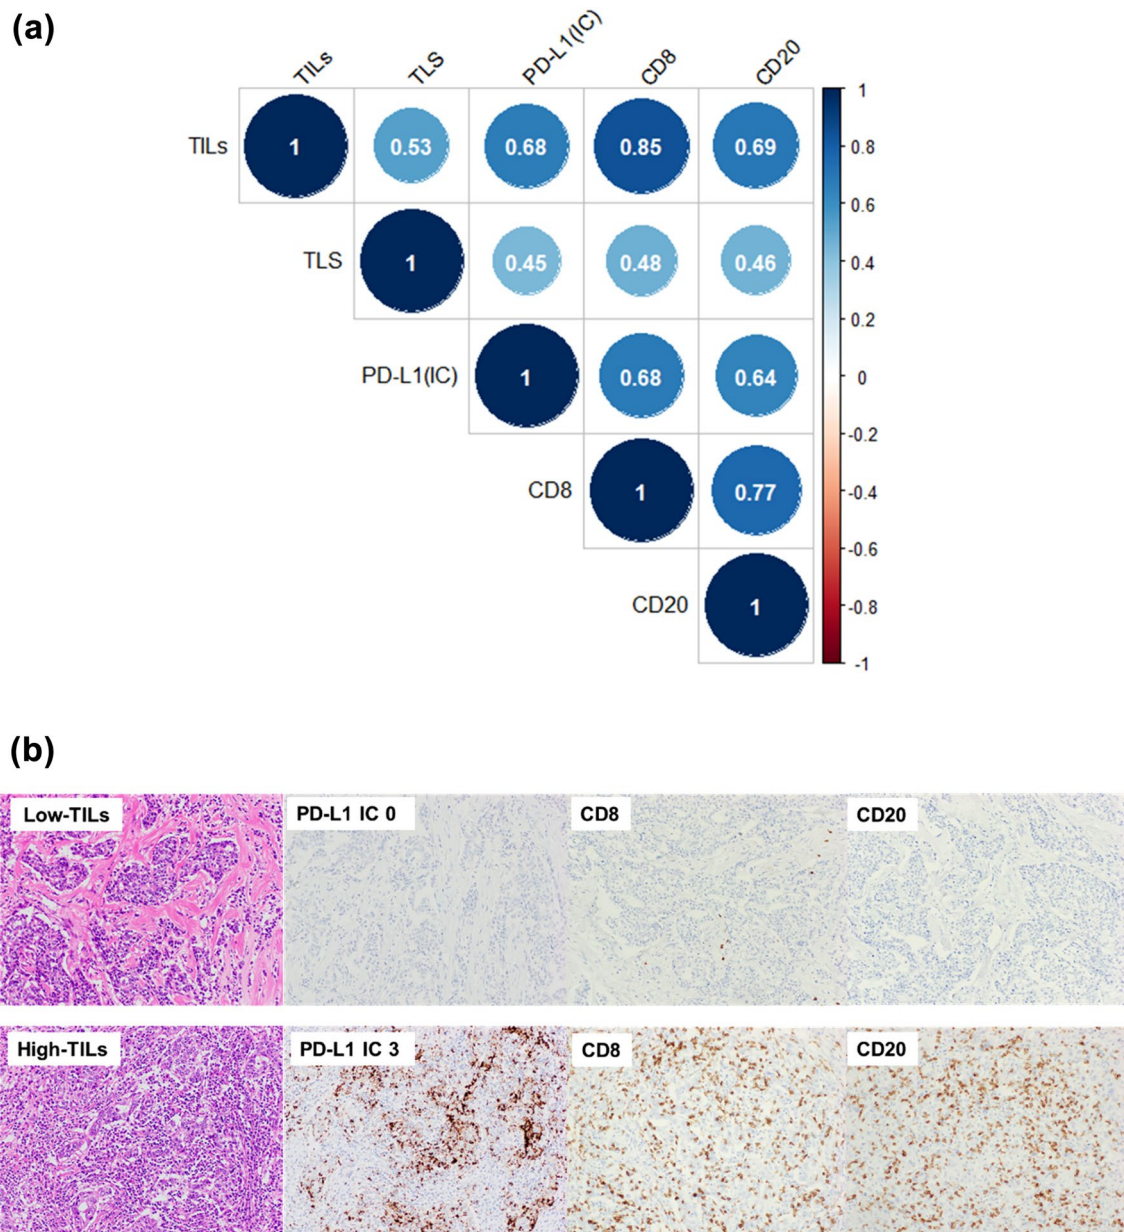 (a)
TILs TLS PD-L1(IC) CD8 CD20
TILs 1 0.53 0.68 0.85 0.69
TLS 1 0.45 0.48 0.46
PD-L1(IC) 1 0.68 0.64
CD8 1 0.77
CD20 1
1
0.8
0.6
0.4
0.2
0
-0.2
-0.4
-0.6
-0.8
-1
(b)
Low-TILs PD-L1 IC 0 CD8 CD20
High-TILs PD-L1 IC 3 CD8 CD20